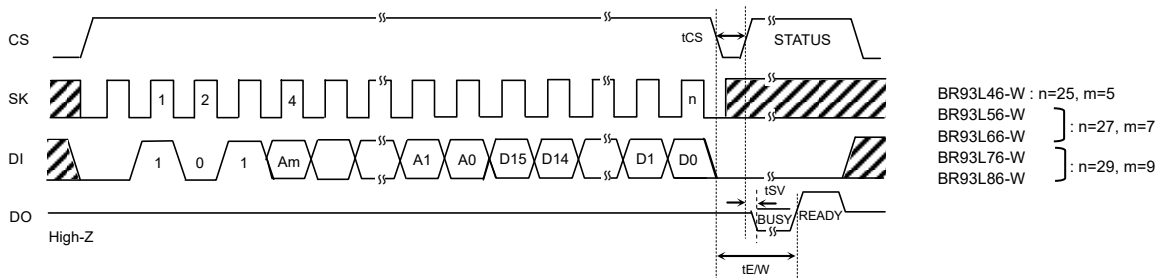 CS
tCS
STATUS
SK
1
2
4
n
DI
1
0
1
Am
A1
A0
D15
D14
D1
D0
tSV
DO
BUSY
READY
High-Z
tE/W
BR93L46-W : n=25, m=5
BR93L56-W
BR93L66-W
: n=27, m=7
BR93L76-W
BR93L86-W
: n=29, m=9